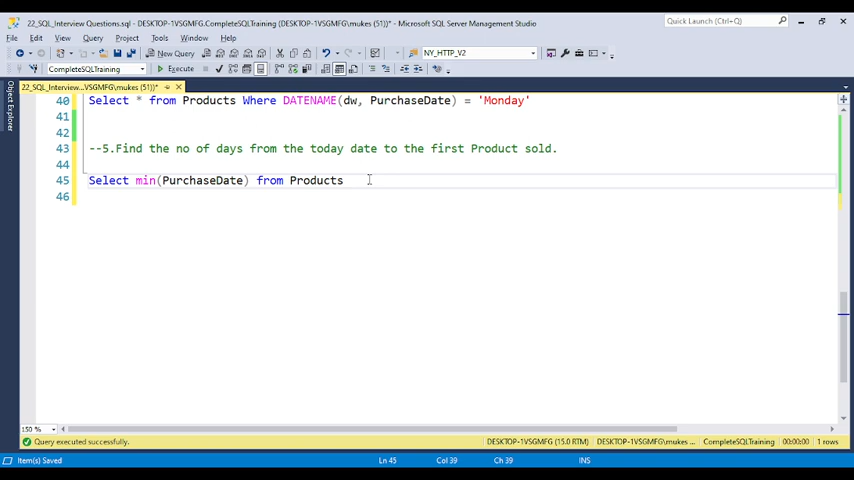 22_SQL_Interview Questions.sql - DESKTOP-1VSGMFG.CompleteSQLTraining (DESKTOP-1VSGMFG\mukes (51))* - Microsoft SQL Server Management Studio
Quick Launch (Ctrl+Q)
File Edit View Query Project Tools Window Help
New Query NY_HTTP_V2
CompleteSQLTraining Execute
22_SQL_Interview...VSGMFG\mukes (51))*
Object Explorer
40 Select * from Products Where DATENAME(dw, PurchaseDate) = 'Monday'
41
42
43 --5.Find the no of days from the today date to the first Product sold.
44
45 Select min(PurchaseDate) from Products
46
150 %
Query executed successfully. DESKTOP-1VSGMFG (15.0 RTM) DESKTOP-1VSGMFG\mukes ... CompleteSQLTraining 00:00:00 1 rows
Item(s) Saved Ln 45 Col 39 Ch 39 INS